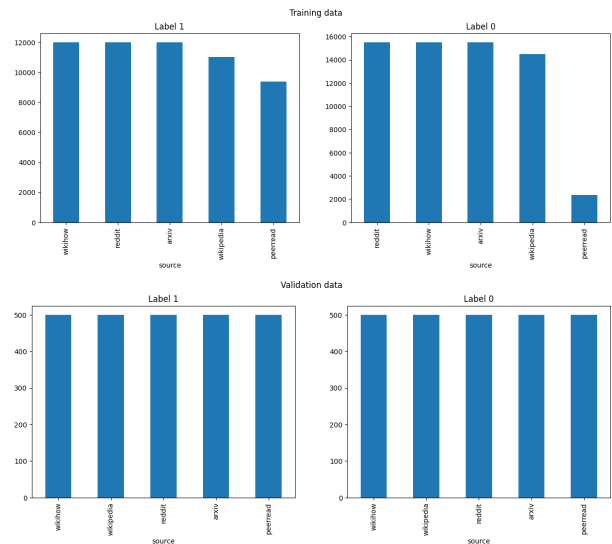 Training data
Label 1
12000
10000
8000
6000
4000
2000
0
wikihow
reddit
arxiv
wikipedia
peerread
source
Label 0
16000
14000
12000
10000
8000
6000
4000
2000
0
reddit
wikihow
arxiv
wikipedia
peerread
source
Validation data
Label 1
500
400
300
200
100
0
wikihow
wikipedia
reddit
arxiv
peerread
source
Label 0
500
400
300
200
100
0
wikihow
wikipedia
reddit
arxiv
peerread
source